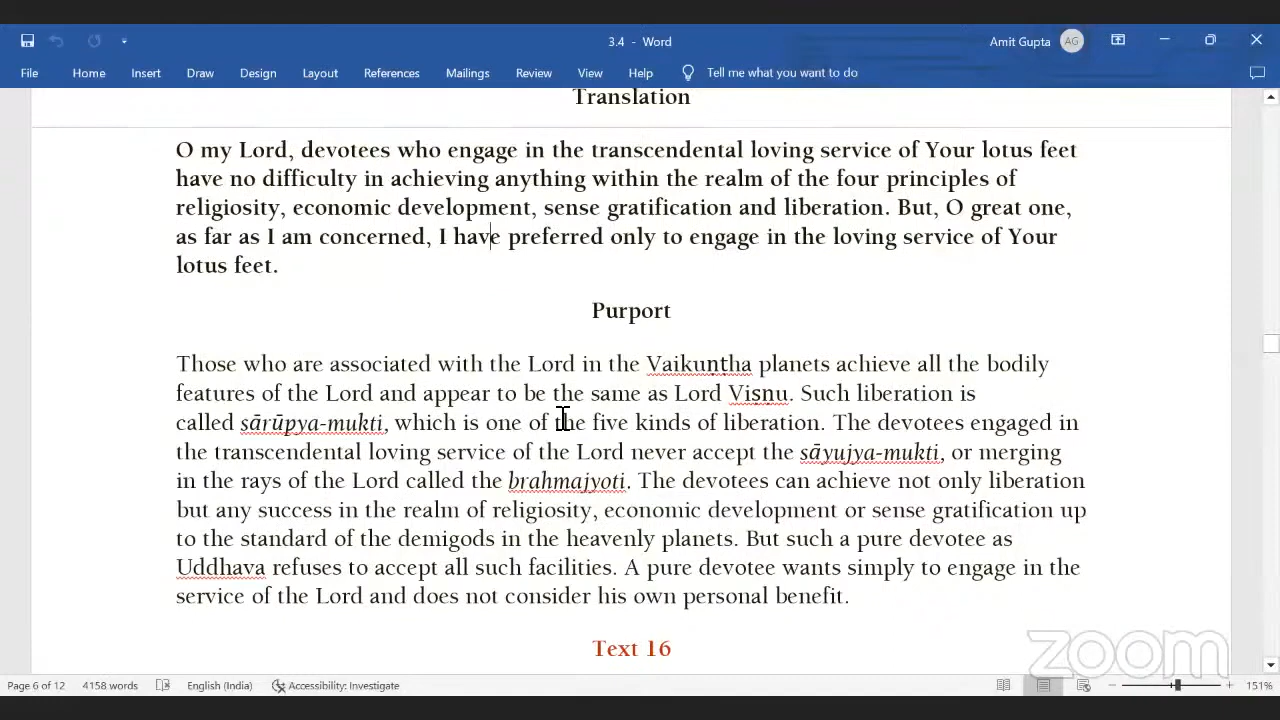 3.4 - Word
Amit Gupta
AG
File Home Insert Draw Design Layout References Mailings Review View Help Tell me what you want to do
Translation
O my Lord, devotees who engage in the transcendental loving service of Your lotus feet
have no difficulty in achieving anything within the realm of the four principles of
religiosity, economic development, sense gratification and liberation. But, O great one,
as far as I am concerned, I have preferred only to engage in the loving service of Your
lotus feet.
Purport
Those who are associated with the Lord in the Vaikuṇṭha planets achieve all the bodily
features of the Lord and appear to be the same as Lord Viṣṇu. Such liberation is
called sārūpya-mukti, which is one of the five kinds of liberation. The devotees engaged in
the transcendental loving service of the Lord never accept the sāyujya-mukti, or merging
in the rays of the Lord called the brahmajyoti. The devotees can achieve not only liberation
but any success in the realm of religiosity, economic development or sense gratification up
to the standard of the demigods in the heavenly planets. But such a pure devotee as
Uddhava refuses to accept all such facilities. A pure devotee wants simply to engage in the
service of the Lord and does not consider his own personal benefit.
Text 16
zoom
Page 6 of 12 4158 words English (India) Accessibility: Investigate 151%